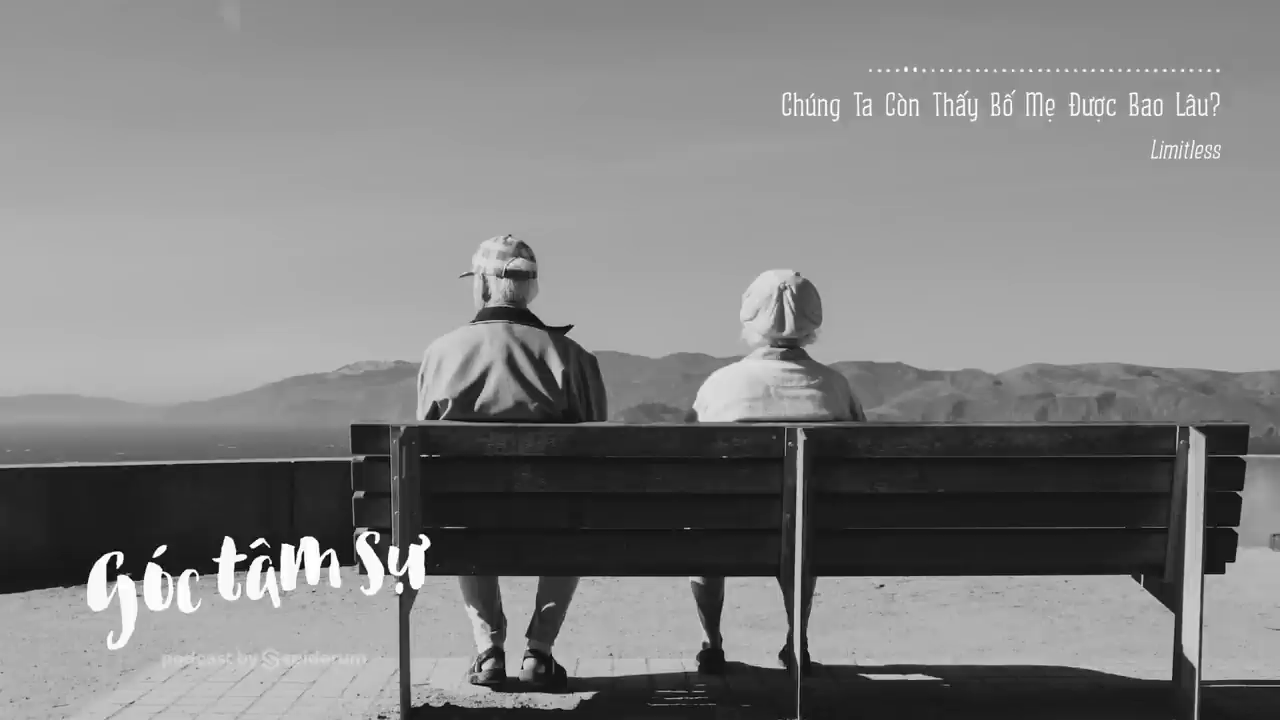 Chúng Ta Còn Thấy Bố Mẹ Được Bao Lâu?
Limitless
Góc tâm sự
podcast by Spiderum